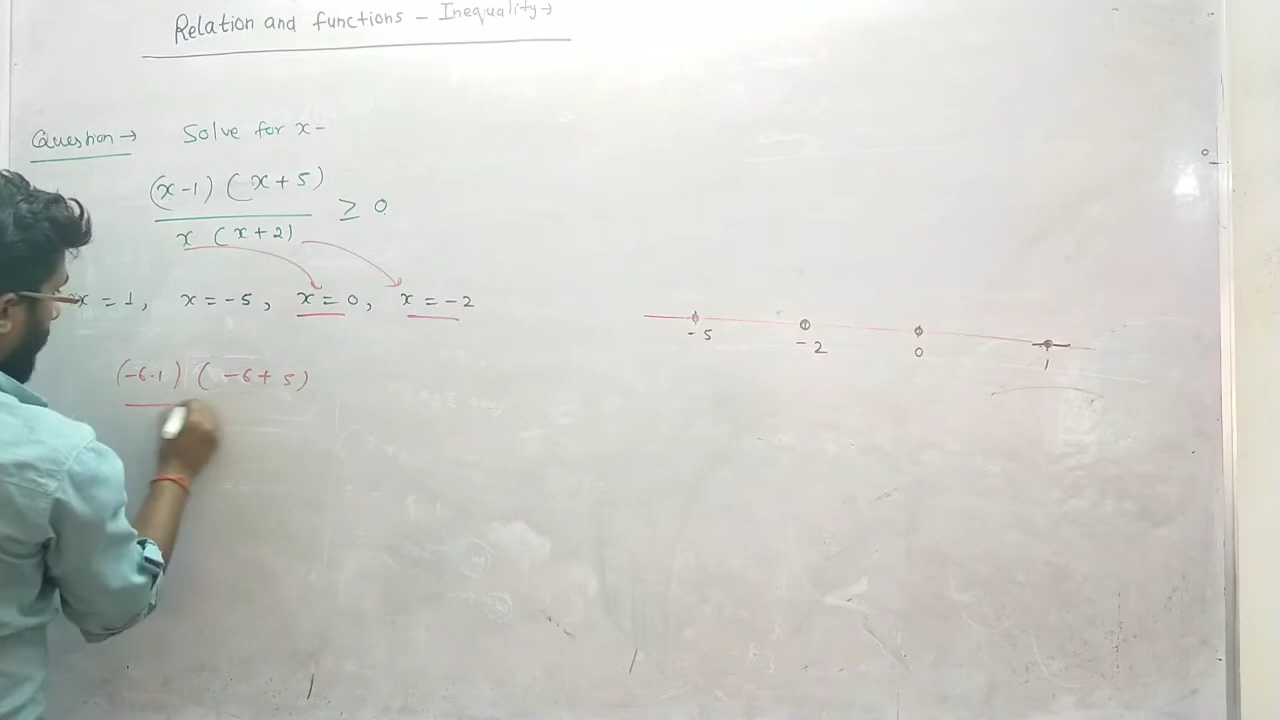 Relation and functions – Inequality →
Question → Solve for x –
(x-1) (x+5)
≥ 0
x (x+2)
x = 1, x = -5, x = 0, x = -2
(-6-1) (-6+5)
-5 -2 0 1